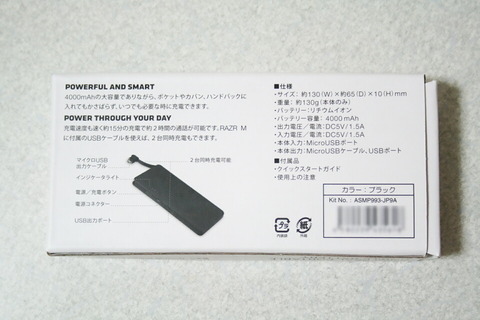 POWERFUL AND SMART
4000mAhの大容量でありながら、ポケットやカバン、ハンドバックに
入れてもかさばらず、いつでも必要な時に充電できます。
POWER THROUGH YOUR DAY
充電速度も速く約15分の充電で約2時間の通話が可能です。RAZR M
に付属のUSBケーブルを使えば、2台同時充電もできます。
マイクロUSB
出力ケーブル
2台同時充電可能
インジケータライト
電源/充電ボタン
電源コネクター
USB出力ポート
■仕様
・サイズ：約130(W)×約65(D)×10(H)mm
・重量：約130g(本体のみ)
・バッテリー：リチウムイオン
・バッテリー容量：4000 mAh
・出力電圧/電流：DC5V/1.5A
・入力電圧/電流：DC5V/1.5A
・本体入力：MicroUSBポート
・本体出力：MicroUSBケーブル、USBポート
■付属品
・クイックスタートガイド
・使用上の注意
プラ
紙
カラー：ブラック
Kit No.：ASMP993-JP9A